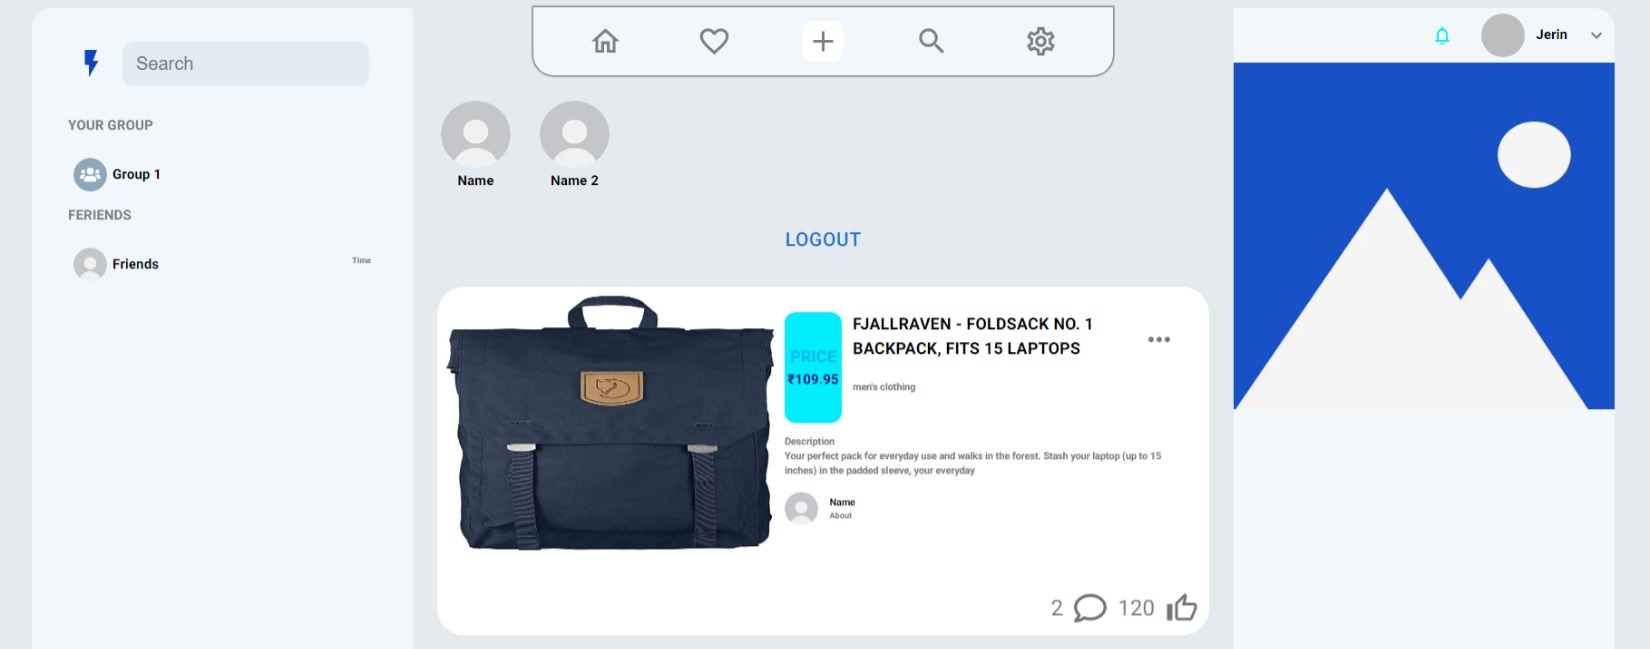 Search
YOUR GROUP
Group 1
FERIENDS
Friends
Time
Name
Name 2
LOGOUT
PRICE
₹109.95
FJALLRAVEN - FOLDSACK NO. 1
BACKPACK, FITS 15 LAPTOPS
men's clothing
Description
Your perfect pack for everyday use and walks in the forest. Stash your laptop (up to 15
inches) in the padded sleeve, your everyday
Name
About
2
120
Jerin